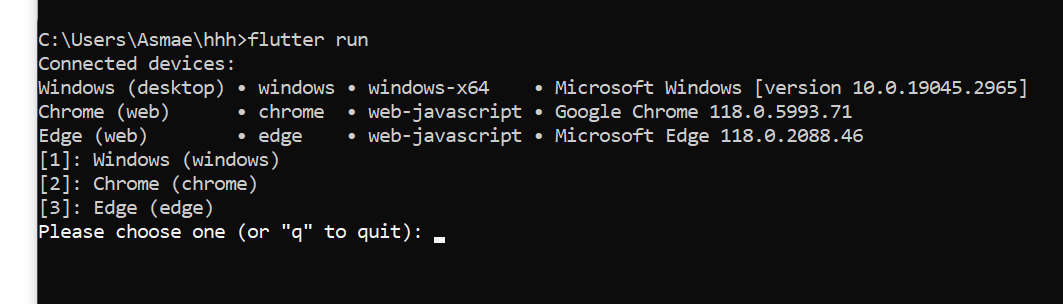 C:\Users\Asmae\hhh>flutter run
Connected devices:
Windows (desktop) • windows • windows-x64    • Microsoft Windows [version 10.0.19045.2965]
Chrome (web)      • chrome  • web-javascript • Google Chrome 118.0.5993.71
Edge (web)        • edge    • web-javascript • Microsoft Edge 118.0.2088.46
[1]: Windows (windows)
[2]: Chrome (chrome)
[3]: Edge (edge)
Please choose one (or "q" to quit):